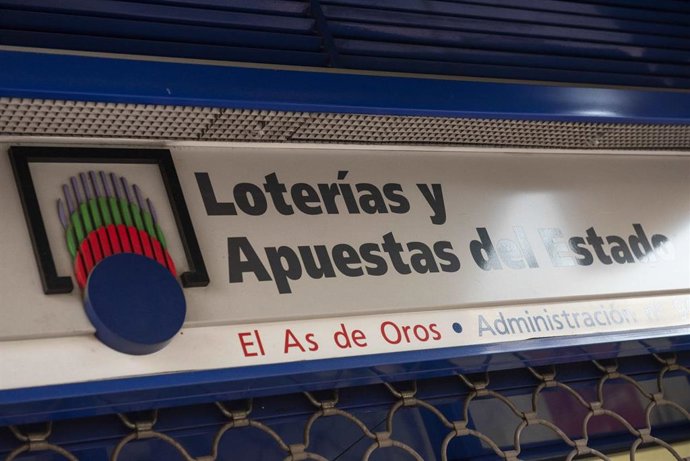 Loterías y
Apuestas del Estado
El As de Oros • Administración